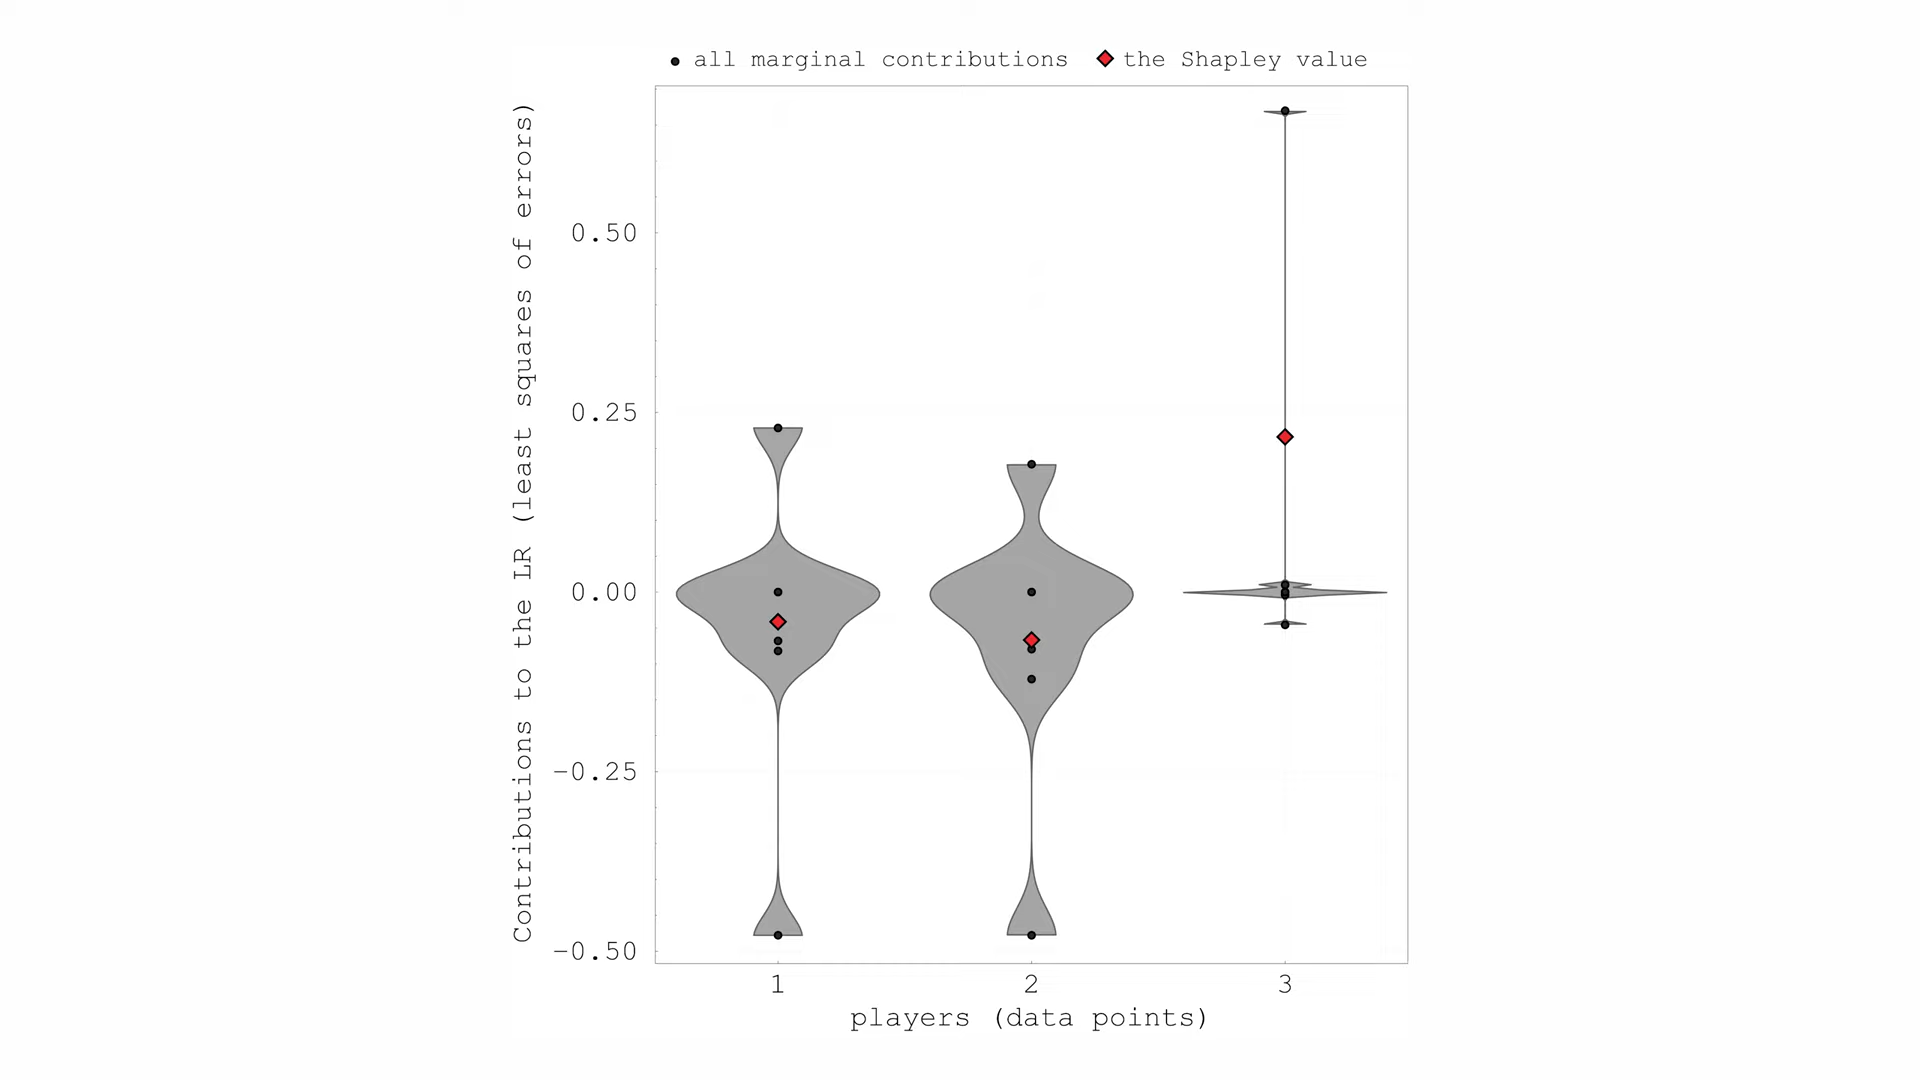 all marginal contributions
the Shapley value
Contributions to the LR (least squares of errors)
0.50
0.25
0.00
−0.25
−0.50
1
2
3
players (data points)